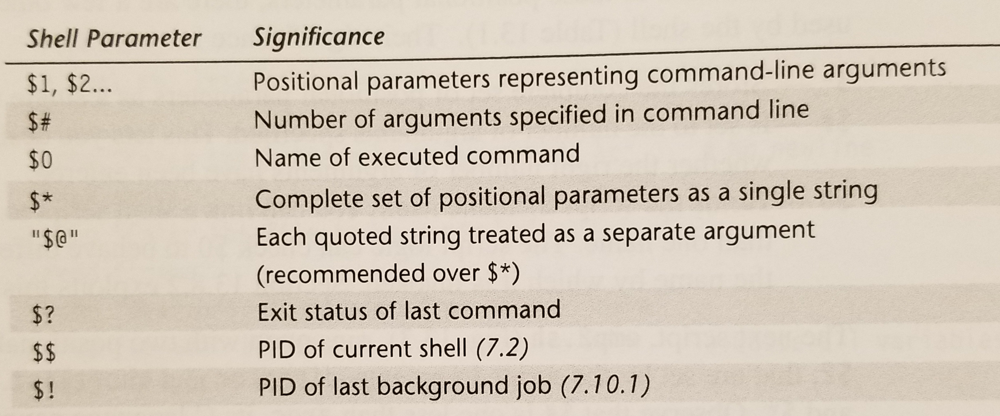 Shell Parameter Significance
$1, $2... Positional parameters representing command-line arguments
$# Number of arguments specified in command line
$0 Name of executed command
$* Complete set of positional parameters as a single string
"$@" Each quoted string treated as a separate argument
(recommended over $*)
$? Exit status of last command
$$ PID of current shell (7.2)
$! PID of last background job (7.10.1)